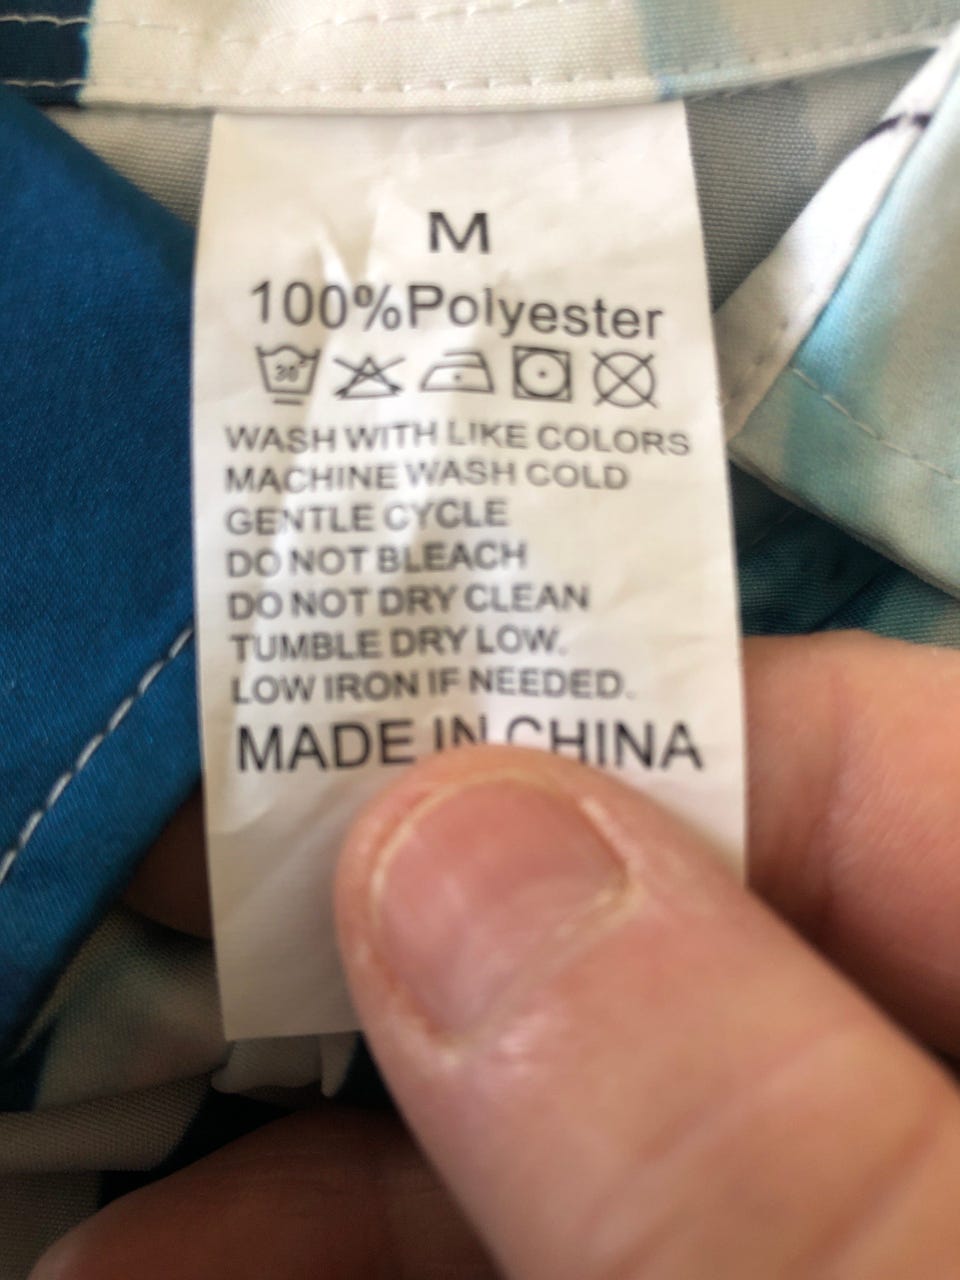 M
100%Polyester
30
WASH WITH LIKE COLORS
MACHINE WASH COLD
GENTLE CYCLE
DO NOT BLEACH
DO NOT DRY CLEAN
TUMBLE DRY LOW.
LOW IRON IF NEEDED.
MADE IN CHINA